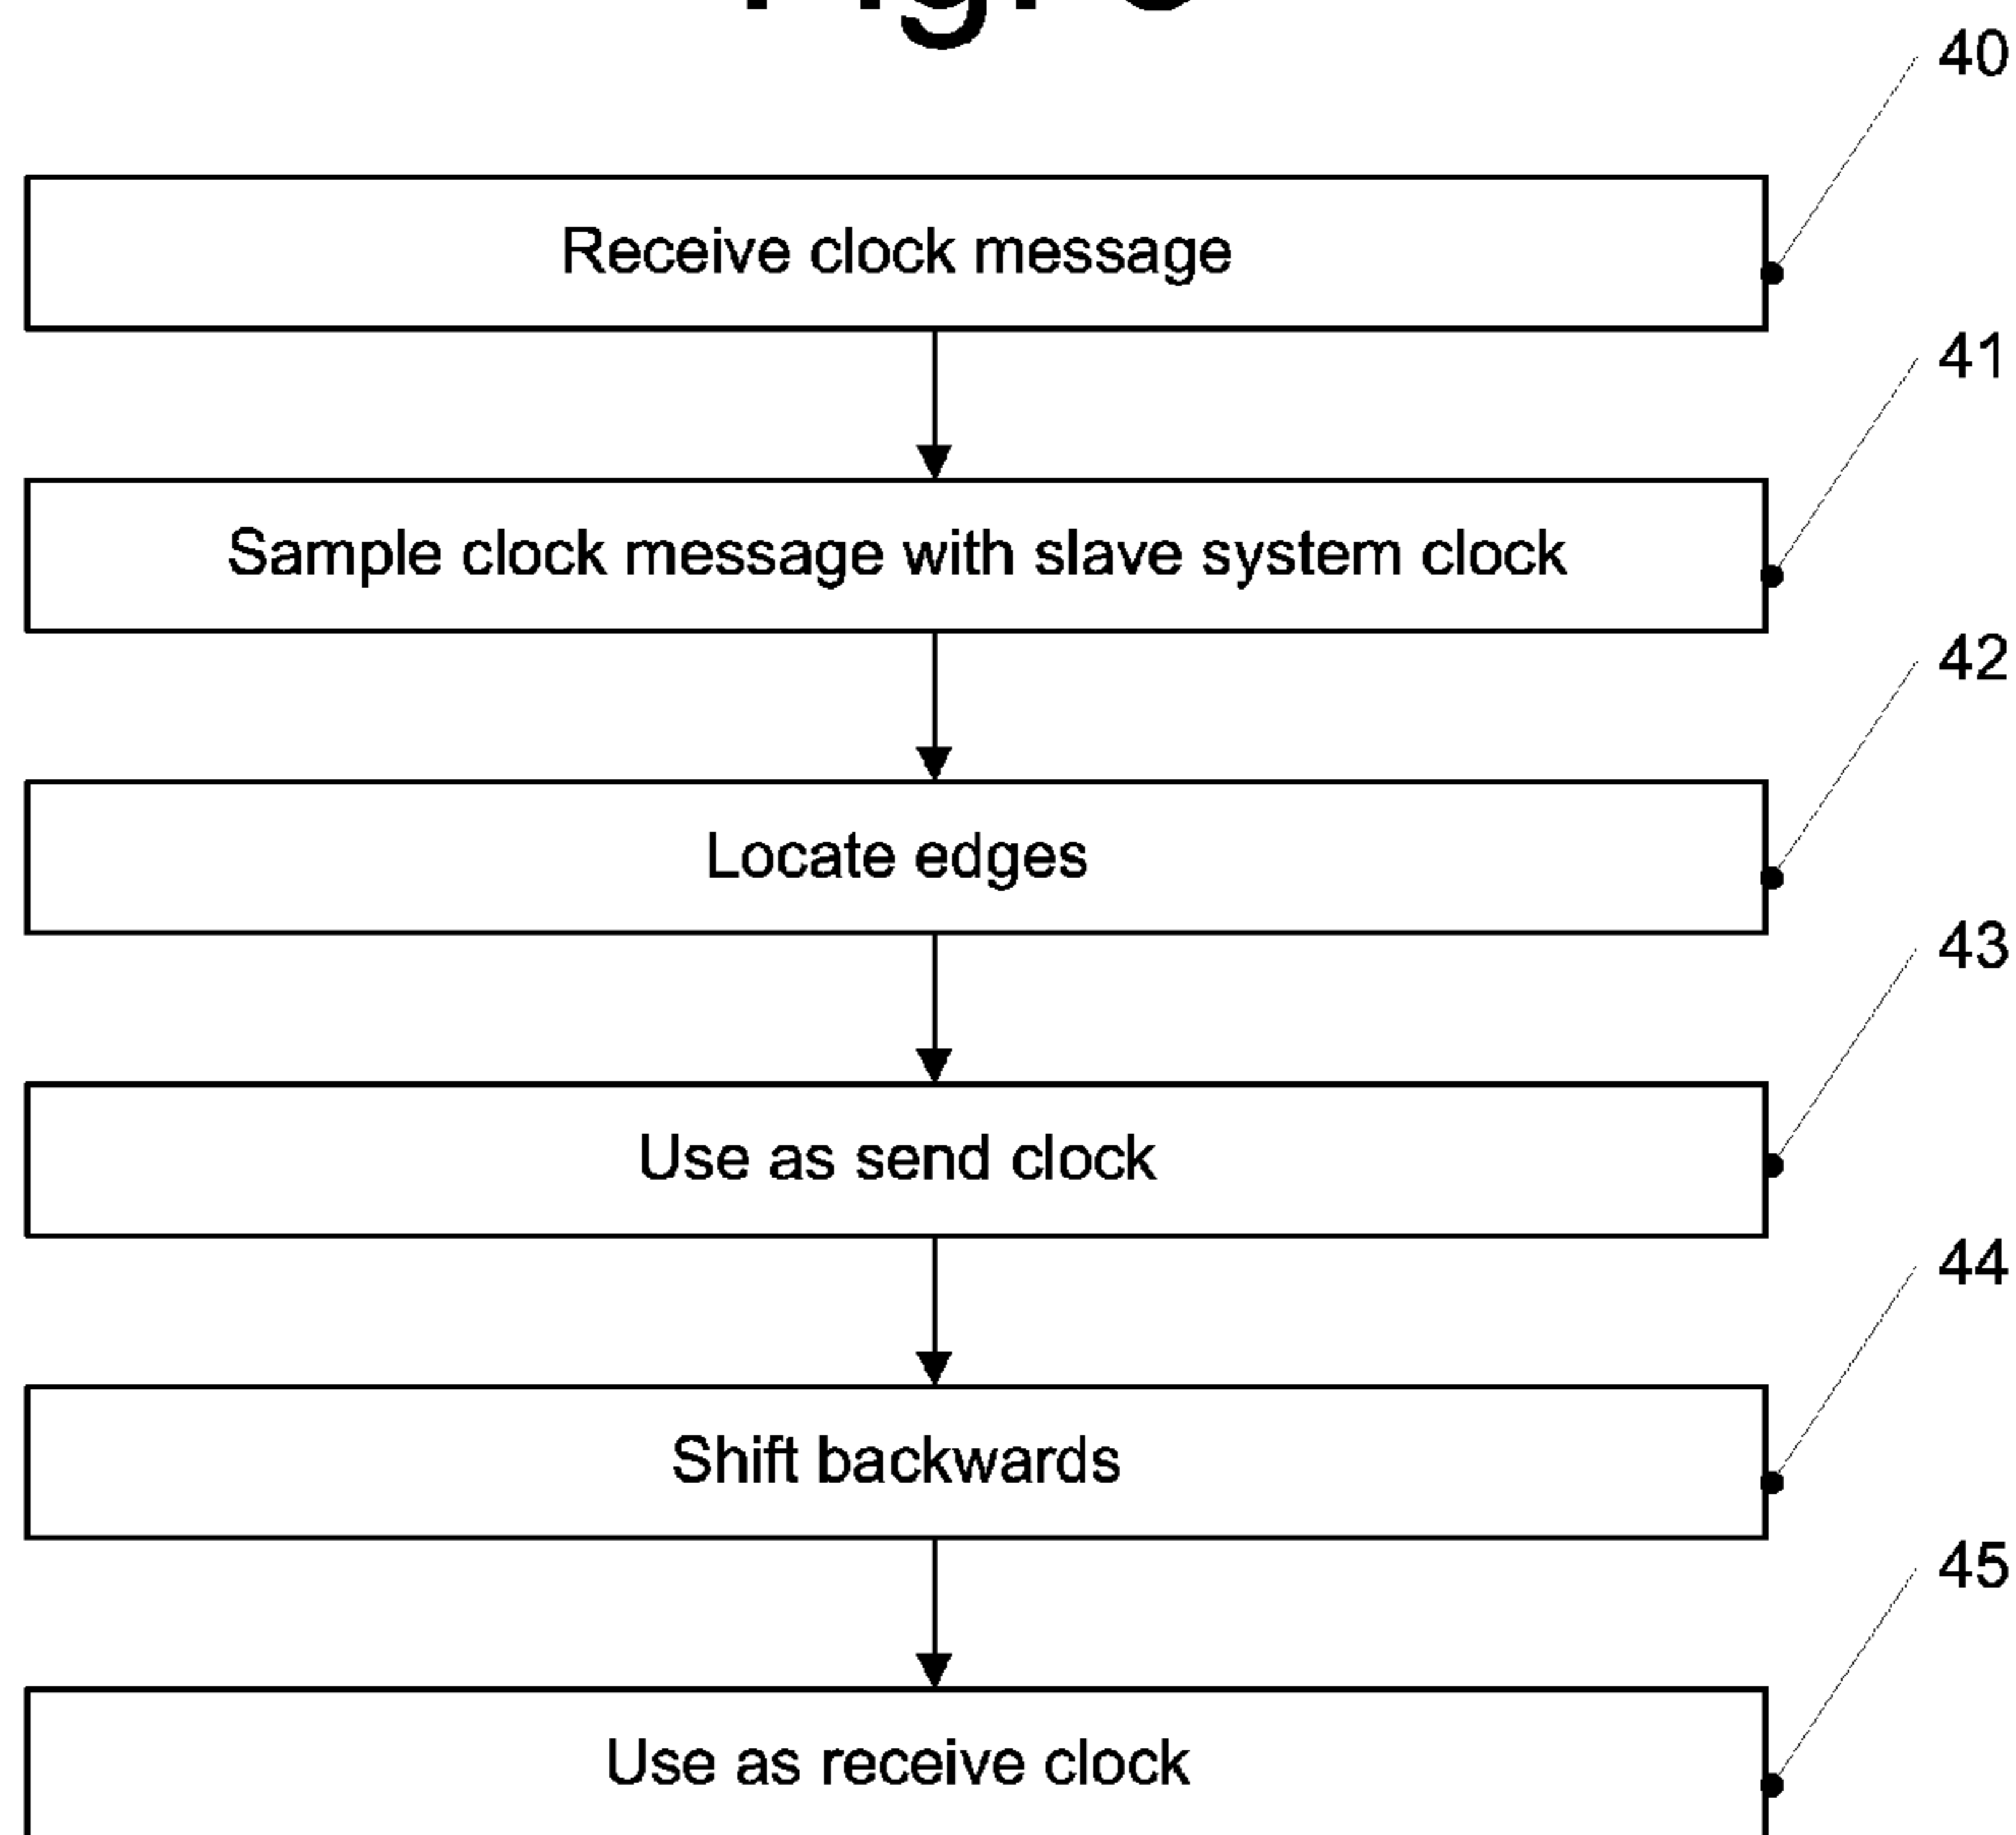 40
Receive clock message
41
Sample clock message with slave system clock
42
Locate edges
43
Use as send clock
44
Shift backwards
45
Use as receive clock